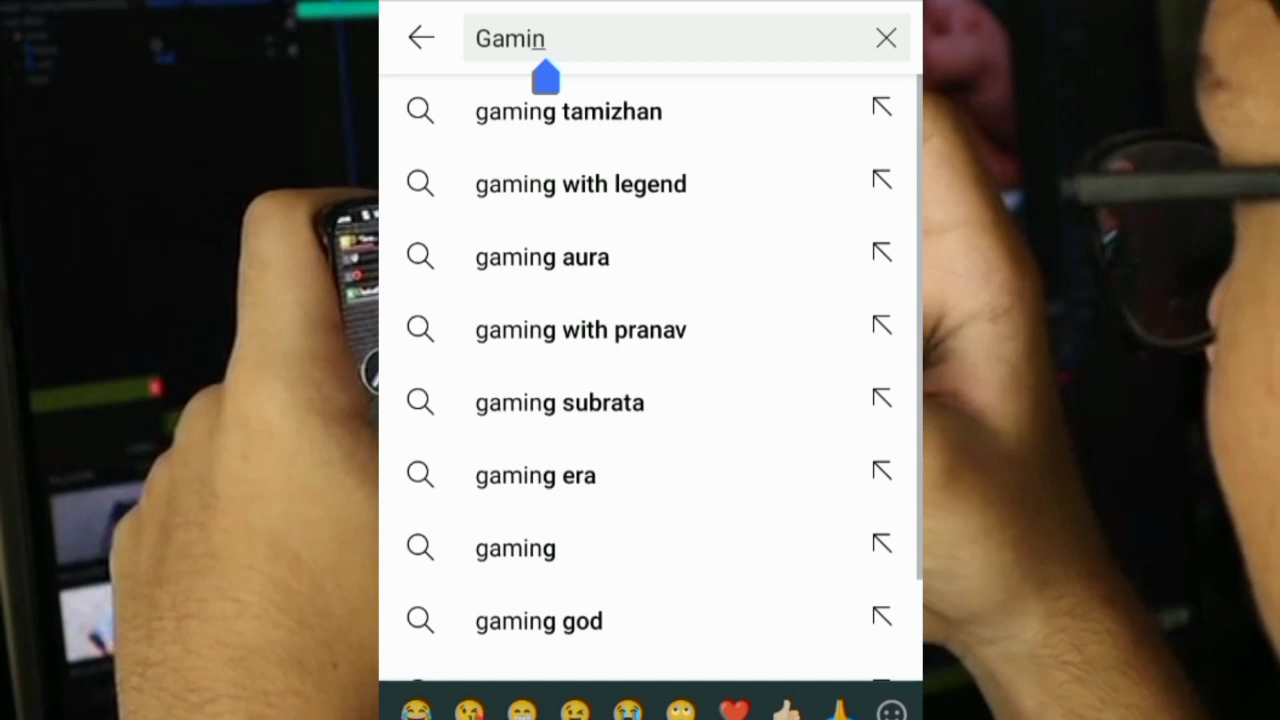 Gamin
gaming tamizhan
gaming with legend
gaming aura
gaming with pranav
gaming subrata
gaming era
gaming
gaming god